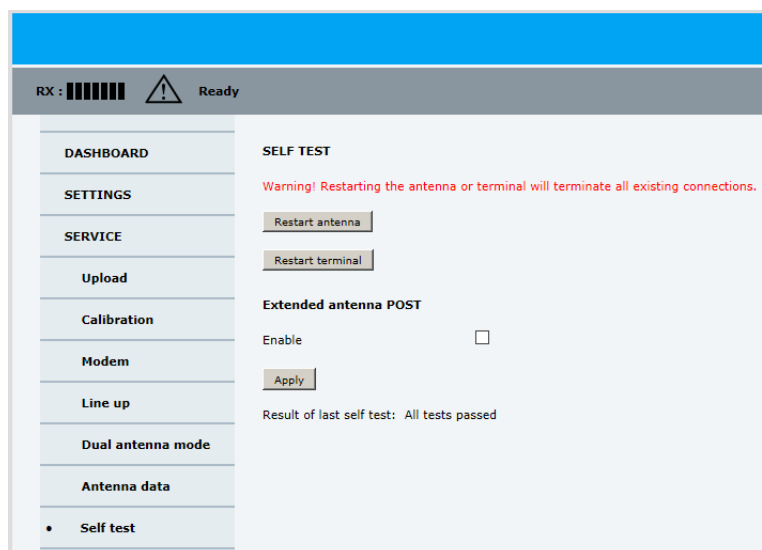 RX :
Ready
DASHBOARD
SETTINGS
SERVICE
Upload
Calibration
Modem
Line up
Dual antenna mode
Antenna data
• Self test
SELF TEST
Warning! Restarting the antenna or terminal will terminate all existing connections.
Restart antenna
Restart terminal
Extended antenna POST
Enable
Apply
Result of last self test: All tests passed